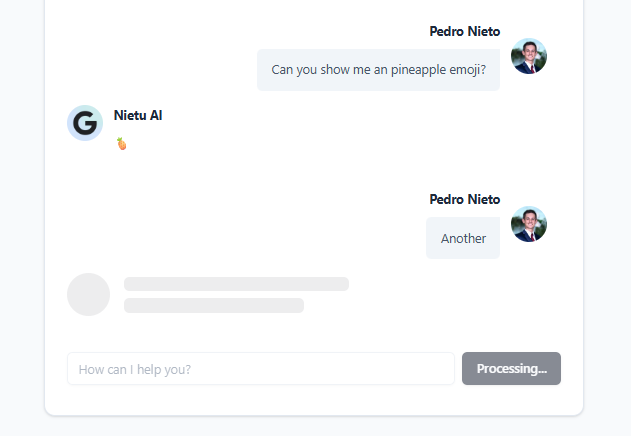 Pedro Nieto
Can you show me an pineapple emoji?
G
Nietu AI
🍍
Pedro Nieto
Another
How can I help you?
Processing...